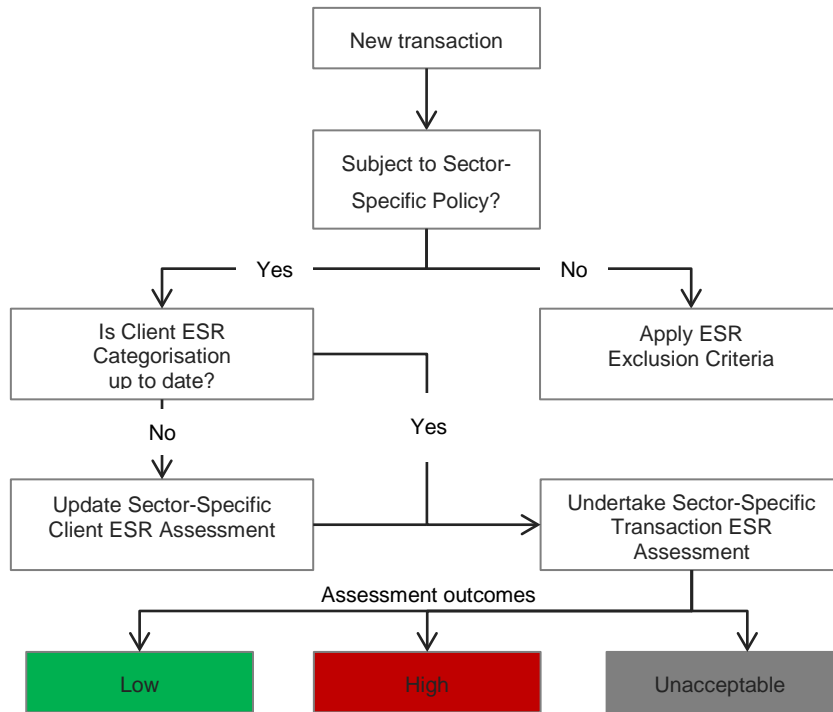 New transaction
Subject to Sector-
Specific Policy?
Yes
No
Is Client ESR
Categorisation
up to date?
Apply ESR
Exclusion Criteria
No
Yes
Update Sector-Specific
Client ESR Assessment
Undertake Sector-Specific
Transaction ESR
Assessment
Assessment outcomes
Low
High
Unacceptable